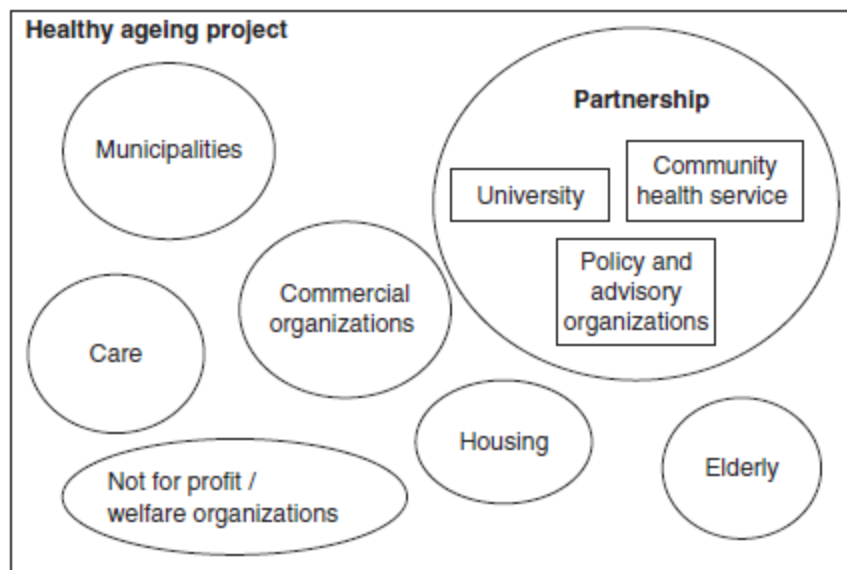 Healthy ageing project
Municipalities
Partnership
University
Community
health service
Policy and
advisory
organizations
Commercial
organizations
Care
Housing
Elderly
Not for profit /
welfare organizations